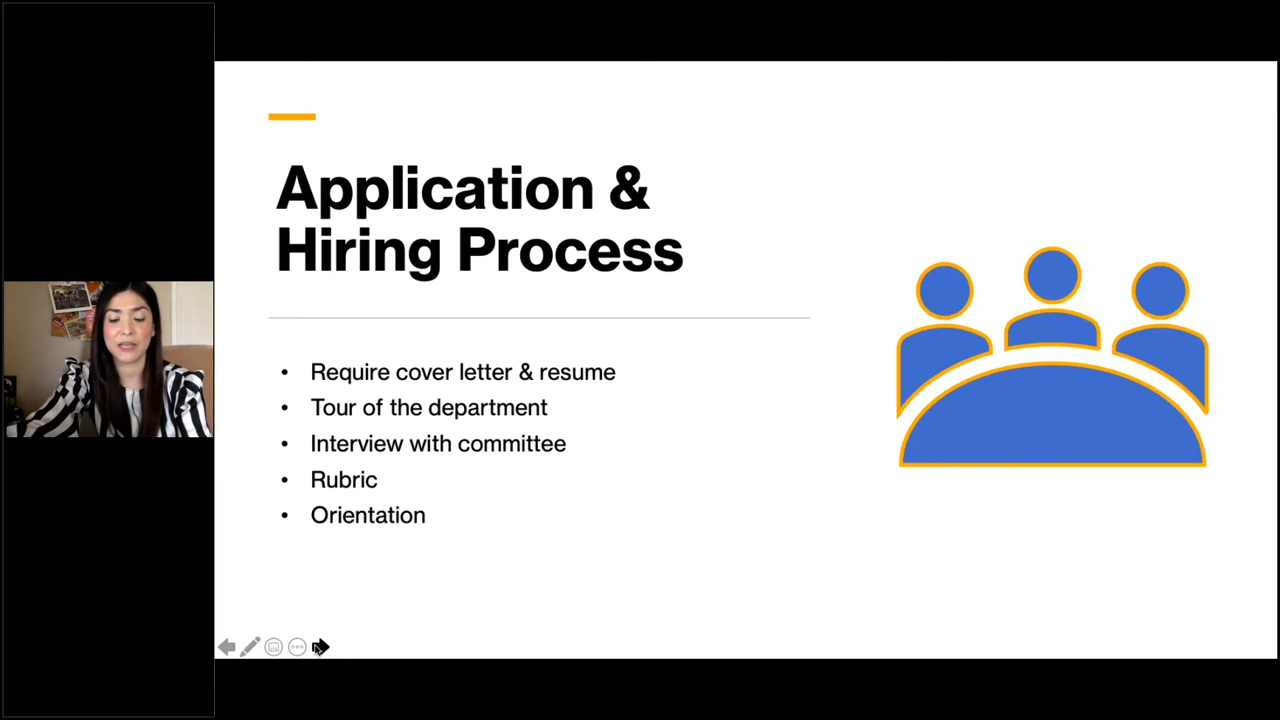 Application &
Hiring Process
• Require cover letter & resume
• Tour of the department
• Interview with committee
• Rubric
• Orientation